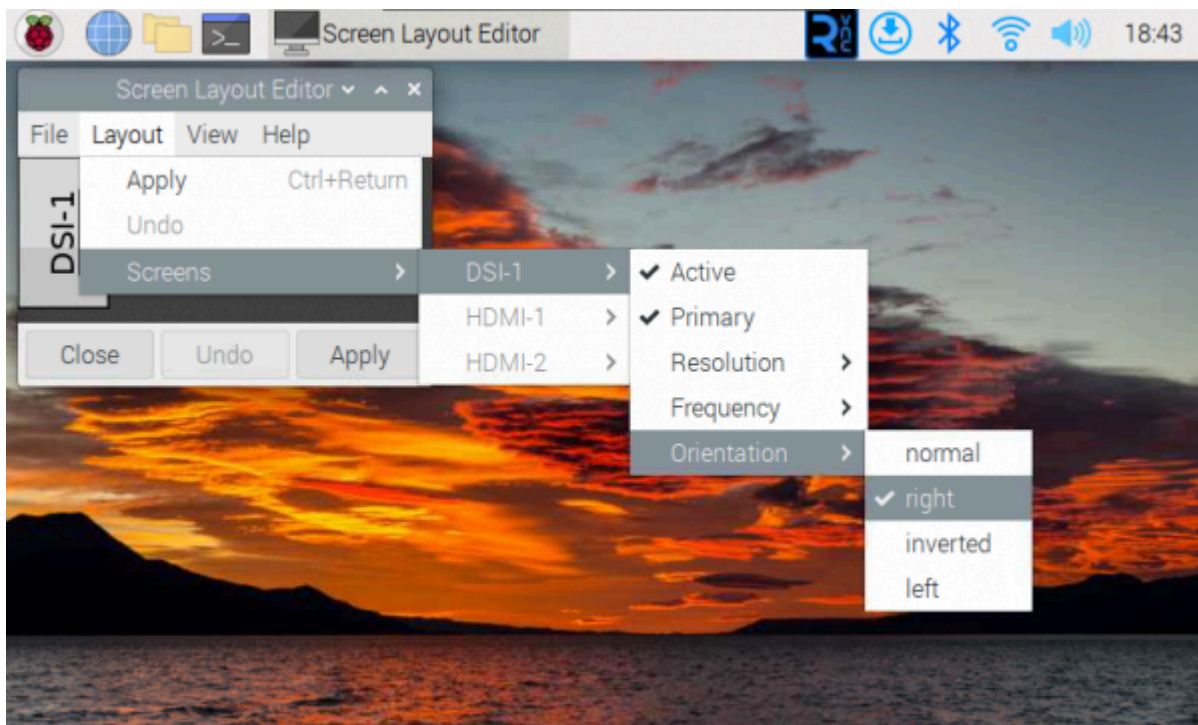 >_ Screen Layout Editor 18:43
Screen Layout Editor
File Layout View Help
Apply Ctrl+Return
DSI-1
Undo
Screens
DSI-1
Active
HDMI-1
Primary
Close Undo Apply
HDMI-2
Resolution
Frequency
Orientation
normal
right
inverted
left